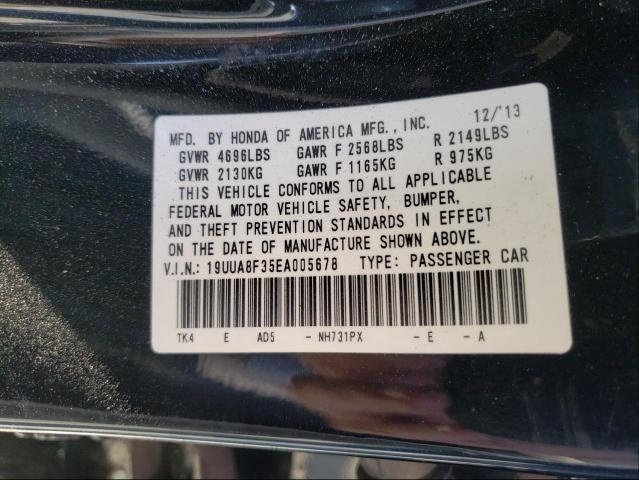 MFD. BY HONDA OF AMERICA MFG., INC. 12/'13
GVWR 4696LBS GAWR F 2568LBS R 2149LBS
GVWR 2130KG GAWR F 1165KG R 975KG
THIS VEHICLE CONFORMS TO ALL APPLICABLE
FEDERAL MOTOR VEHICLE SAFETY, BUMPER,
AND THEFT PREVENTION STANDARDS IN EFFECT
ON THE DATE OF MANUFACTURE SHOWN ABOVE.
V.I.N.: 19UUA8F35EA005678 TYPE: PASSENGER CAR
TK4 E AD5 - NH731PX - E - A